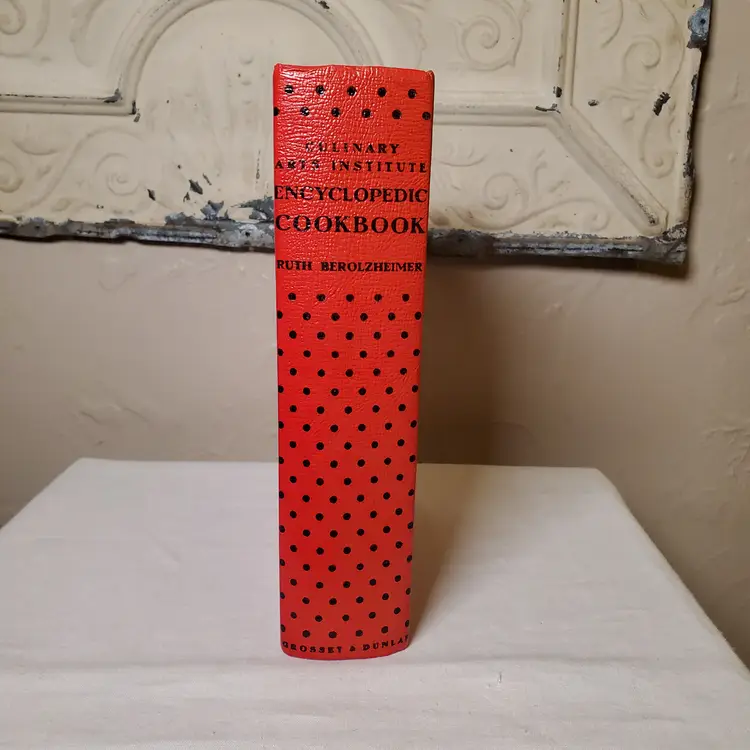 CULINARY
ARTS INSTITUTE
ENCYCLOPEDIC
COOKBOOK
RUTH BEROLZHEIMER
GROSSET & DUNLAP